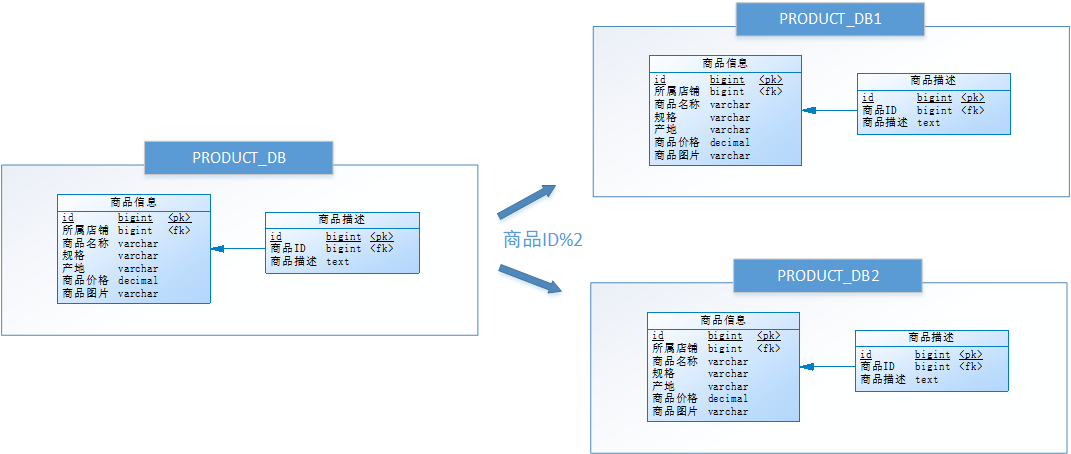 PRODUCT_DB
商品信息
id bigint <pk>
所属店铺 bigint <fk>
商品名称 varchar
规格 varchar
产地 varchar
商品价格 decimal
商品图片 varchar
商品描述
id bigint <pk>
商品ID bigint <fk>
商品描述 text
商品ID%2
PRODUCT_DB1
商品信息
id bigint <pk>
所属店铺 bigint <fk>
商品名称 varchar
规格 varchar
产地 varchar
商品价格 decimal
商品图片 varchar
商品描述
id bigint <pk>
商品ID bigint <fk>
商品描述 text
PRODUCT_DB2
商品信息
id bigint <pk>
所属店铺 bigint <fk>
商品名称 varchar
规格 varchar
产地 varchar
商品价格 decimal
商品图片 varchar
商品描述
id bigint <pk>
商品ID bigint <fk>
商品描述 text